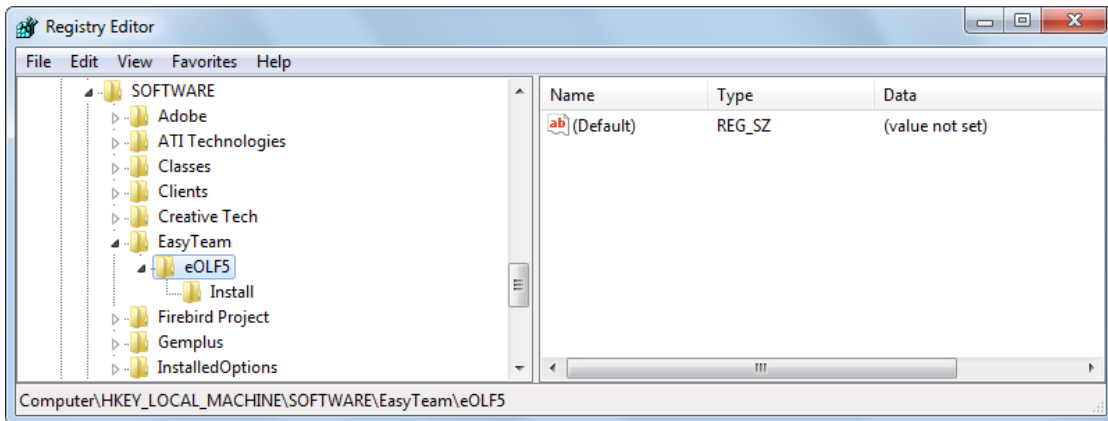 Registry Editor
File Edit View Favorites Help
SOFTWARE
Adobe
ATI Technologies
Classes
Clients
Creative Tech
EasyTeam
eOLF5
Install
Firebird Project
Gemplus
InstalledOptions
Name Type Data
ab (Default) REG_SZ (value not set)
Computer\HKEY_LOCAL_MACHINE\SOFTWARE\EasyTeam\eOLF5